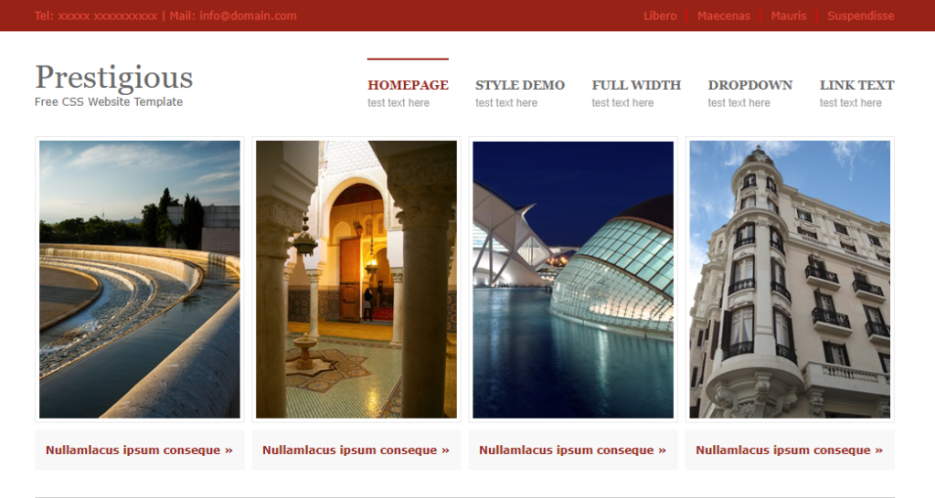 Tel: xxxxx xxxxxxxxxx | Mail: info@domain.com
Libero | Maecenas | Mauris | Suspendisse
Prestigious
Free CSS Website Template
HOMEPAGE STYLE DEMO FULL WIDTH DROPDOWN LINK TEXT
test text here test text here test text here test text here test text here
Nullamlacus ipsum conseque » Nullamlacus ipsum conseque » Nullamlacus ipsum conseque » Nullamlacus ipsum conseque »